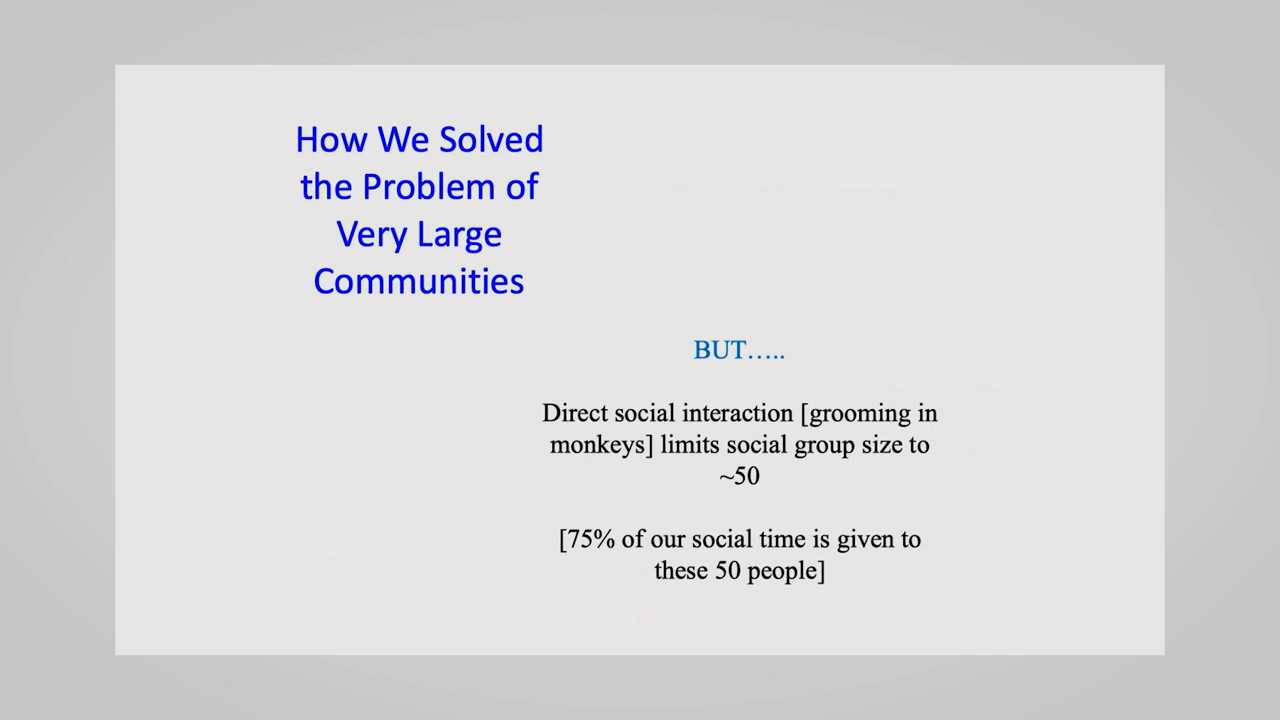 How We Solved
the Problem of
Very Large
Communities
BUT…..
Direct social interaction [grooming in
monkeys] limits social group size to
~50
[75% of our social time is given to
these 50 people]